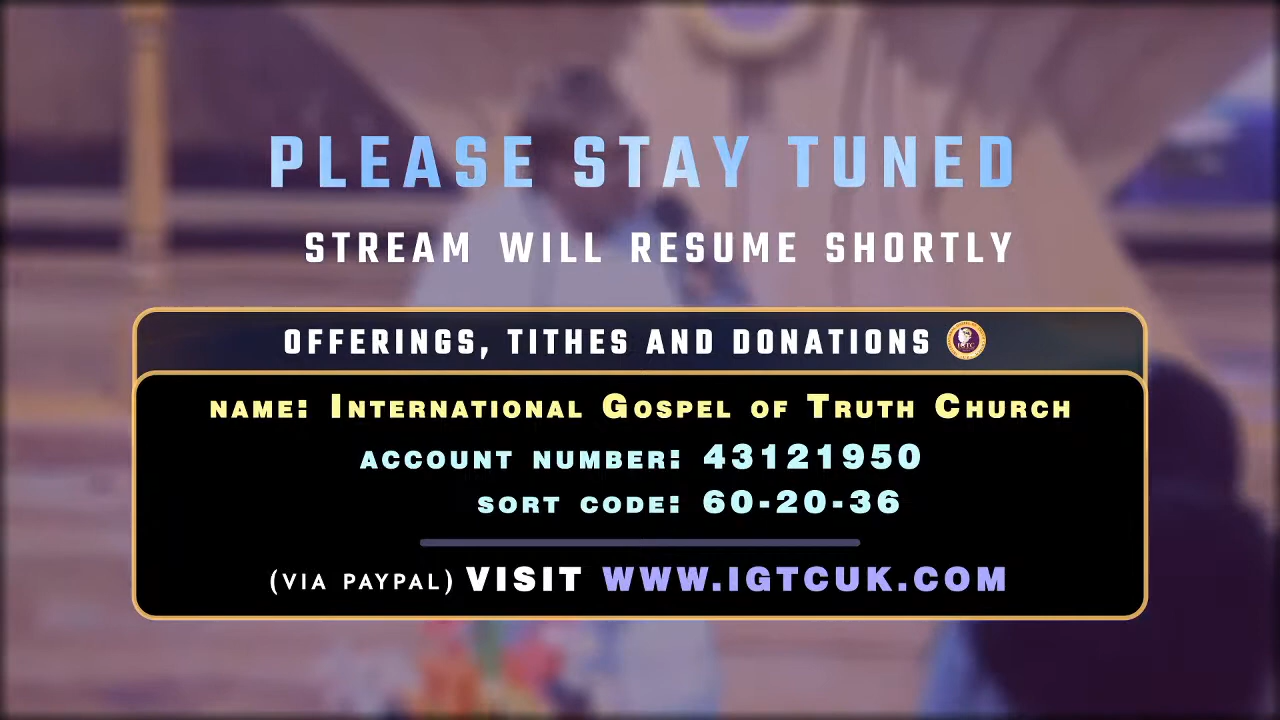 PLEASE STAY TUNED
STREAM WILL RESUME SHORTLY
OFFERINGS, TITHES AND DONATIONS
NAME: INTERNATIONAL GOSPEL OF TRUTH CHURCH
ACCOUNT NUMBER: 43121950
SORT CODE: 60-20-36
(VIA PAYPAL) VISIT WWW.IGTCUK.COM